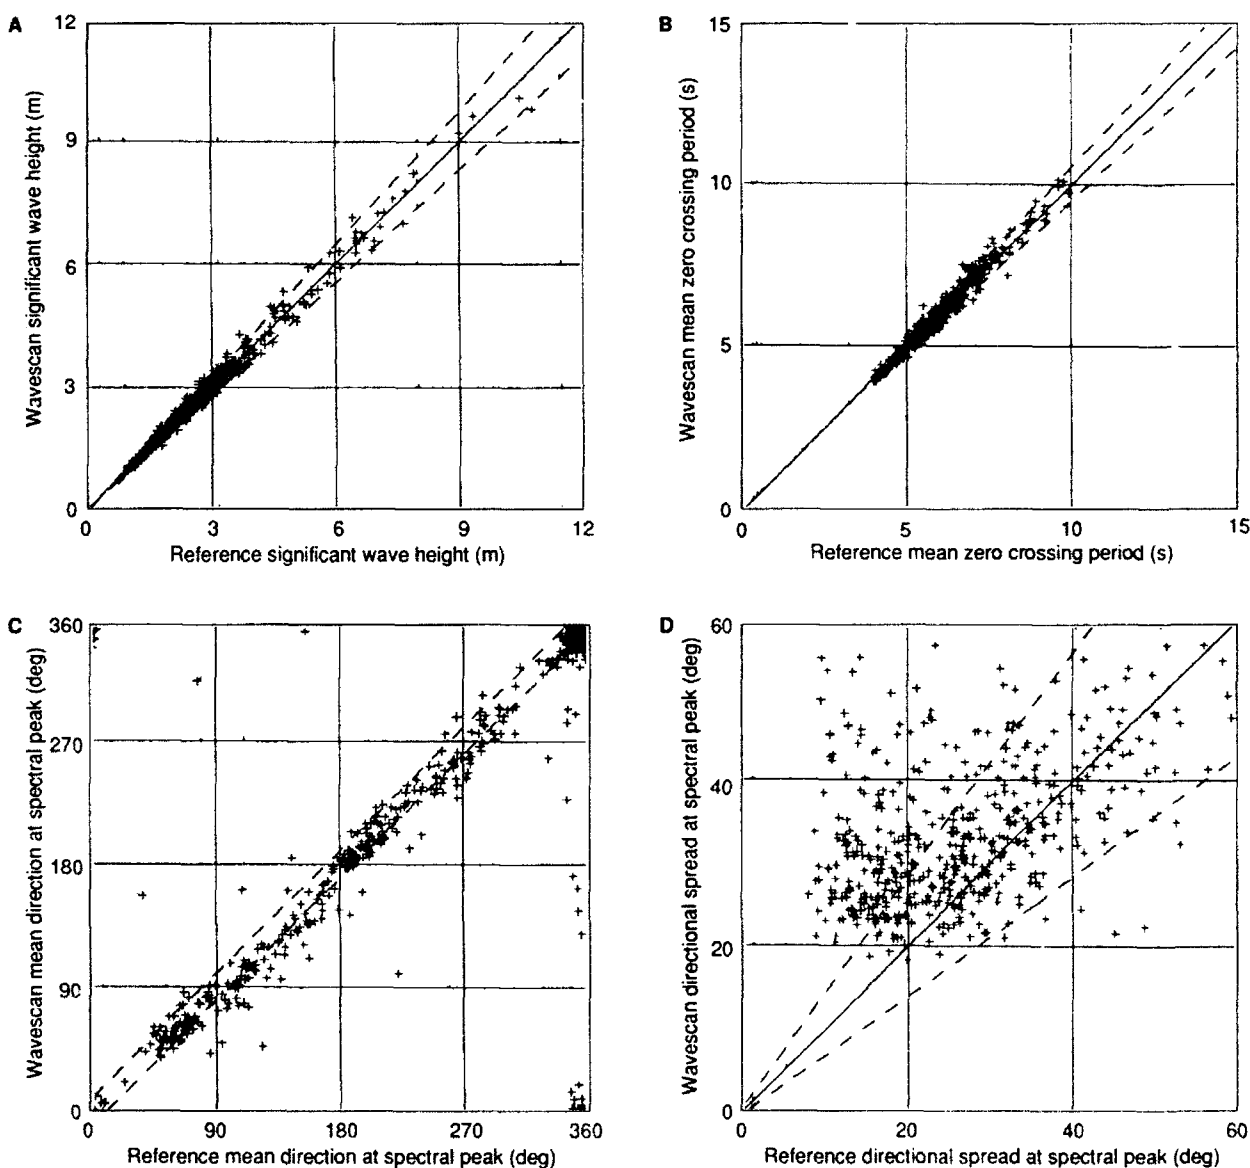 A
12
9
6
3
0
Wavescan significant wave height (m)
0 3 6 9 12
Reference significant wave height (m)
B
15
10
5
0
Wavescan mean zero crossing period (s)
0 5 10 15
Reference mean zero crossing period (s)
C
360
270
180
90
0
Wavescan mean direction at spectral peak (deg)
0 90 180 270 360
Reference mean direction at spectral peak (deg)
D
60
40
20
0
Wavescan directional spread at spectral peak (deg)
0 20 40 60
Reference directional spread at spectral peak (deg)